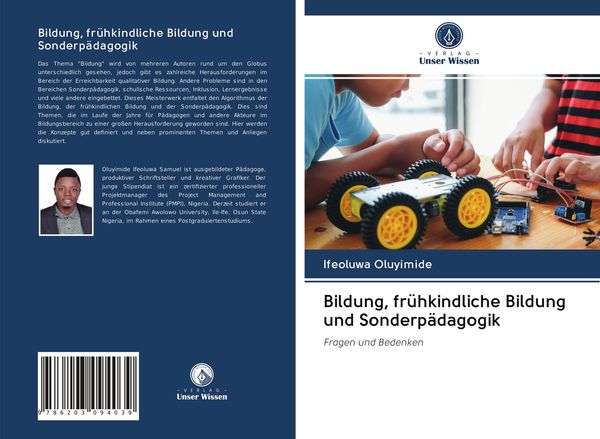 Bildung, frühkindliche Bildung und
Sonderpädagogik
Das Thema "Bildung" wird von mehreren Autoren rund um den Globus
unterschiedlich gesehen, jedoch gibt es zahlreiche Herausforderungen im
Bereich der Erreichbarkeit qualitativer Bildung. Andere Probleme sind in den
Bereichen Sonderpädagogik, schulische Ressourcen, Inklusion, Lernergebnisse
und viele andere eingebettet. Dieses Meisterwerk entfaltet den Algorithmus der
Bildung, der frühkindlichen Bildung und der Sonderpädagogik. Dies sind
Themen, die im Laufe der Jahre für Pädagogen und andere Akteure im
Bildungsbereich zu einer großen Herausforderung geworden sind. Hier werden
die Konzepte gut definiert und neben prominenten Themen und Anliegen
diskutiert.
Oluyimide Ifeoluwa Samuel ist ausgebildeter Pädagoge,
produktiver Schriftsteller und kreativer Grafiker. Der
junge Stipendiat ist ein zertifizierter professioneller
Projektmanager des Project Management and
Professional Institute (PMPI), Nigeria. Derzeit studiert er
an der Obafemi Awolowo University, Ile-Ife, Osun State
Nigeria, im Rahmen eines Postgraduiertenstudiums.
9 786203 094039
VERLAG
Unser Wissen
VERLAG
Unser Wissen
Ifeoluwa Oluyimide
Bildung, frühkindliche Bildung
und Sonderpädagogik
Fragen und Bedenken